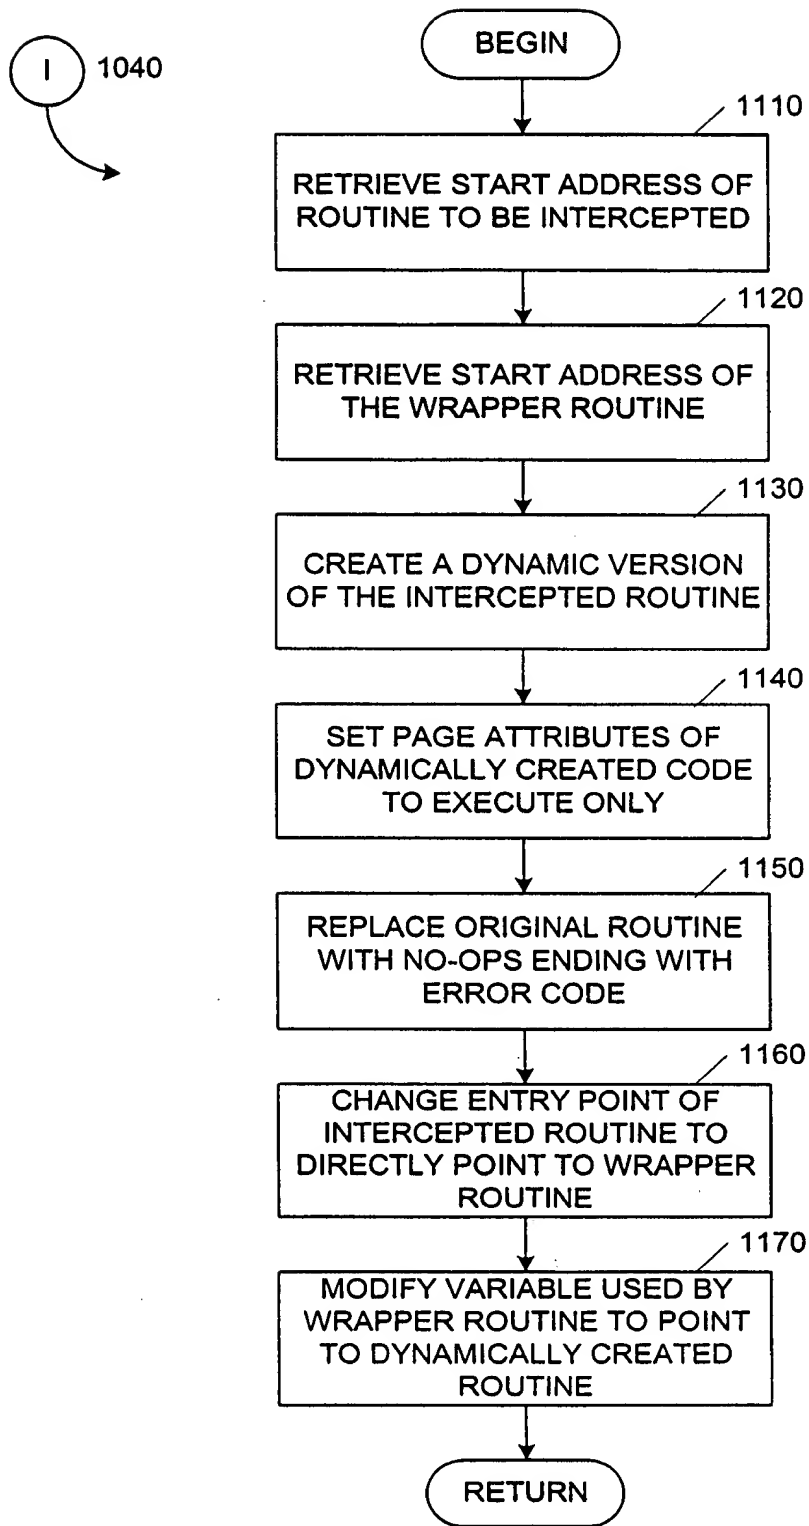 I 1040
BEGIN
1110
RETRIEVE START ADDRESS OF
ROUTINE TO BE INTERCEPTED
1120
RETRIEVE START ADDRESS OF
THE WRAPPER ROUTINE
1130
CREATE A DYNAMIC VERSION
OF THE INTERCEPTED ROUTINE
1140
SET PAGE ATTRIBUTES OF
DYNAMICALLY CREATED CODE
TO EXECUTE ONLY
1150
REPLACE ORIGINAL ROUTINE
WITH NO-OPS ENDING WITH
ERROR CODE
1160
CHANGE ENTRY POINT OF
INTERCEPTED ROUTINE TO
DIRECTLY POINT TO WRAPPER
ROUTINE
1170
MODIFY VARIABLE USED BY
WRAPPER ROUTINE TO POINT
TO DYNAMICALLY CREATED
ROUTINE
RETURN